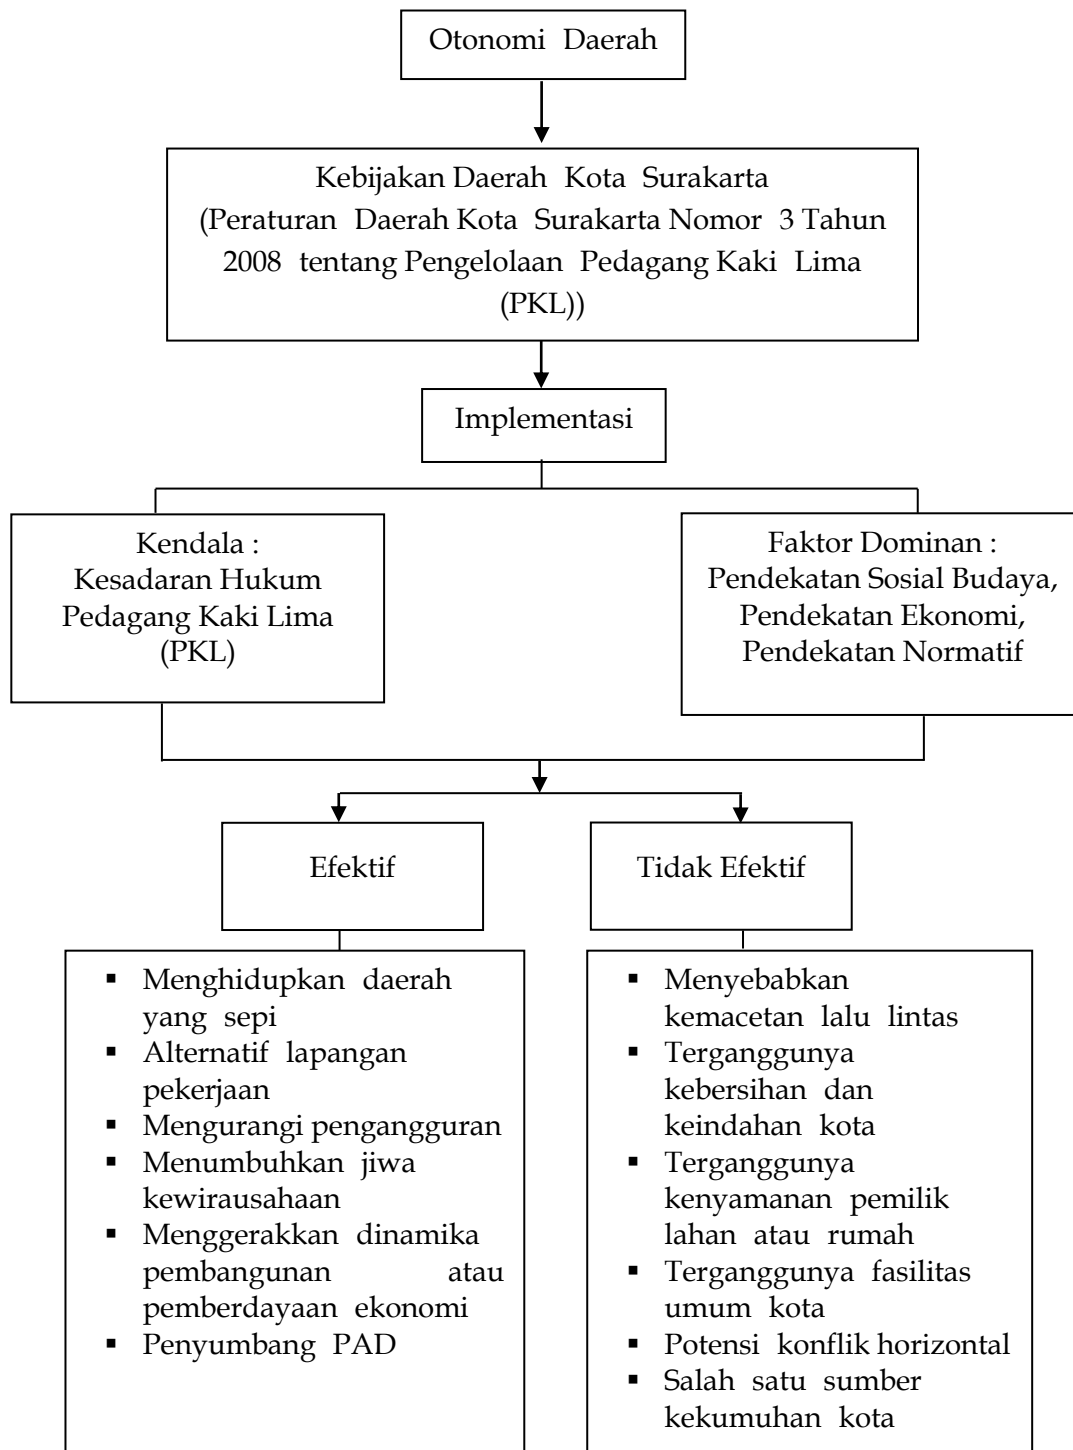 Otonomi Daerah
Kebijakan Daerah Kota Surakarta
(Peraturan Daerah Kota Surakarta Nomor 3 Tahun
2008 tentang Pengelolaan Pedagang Kaki Lima
(PKL))
Implementasi
Kendala :
Kesadaran Hukum
Pedagang Kaki Lima
(PKL)
Faktor Dominan :
Pendekatan Sosial Budaya,
Pendekatan Ekonomi,
Pendekatan Normatif
Efektif
Tidak Efektif
▪ Menghidupkan daerah
yang sepi
▪ Alternatif lapangan
pekerjaan
▪ Mengurangi pengangguran
▪ Menumbuhkan jiwa
kewirausahaan
▪ Menggerakkan dinamika
pembangunan atau
pemberdayaan ekonomi
▪ Penyumbang PAD
▪ Menyebabkan
kemacetan lalu lintas
▪ Terganggunya
kebersihan dan
keindahan kota
▪ Terganggunya
kenyamanan pemilik
lahan atau rumah
▪ Terganggunya fasilitas
umum kota
▪ Potensi konflik horizontal
▪ Salah satu sumber
kekumuhan kota